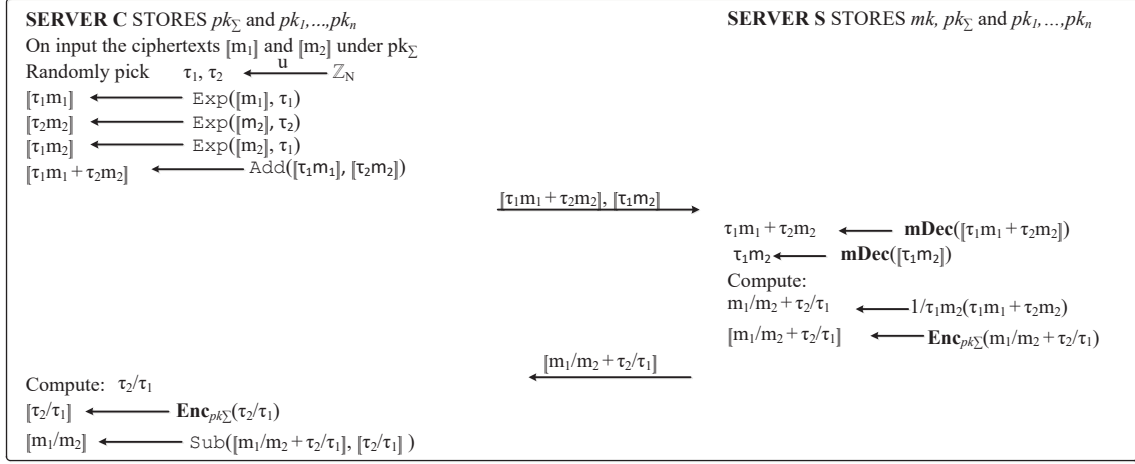 SERVER C STORES pk∑ and pk₁,...,pkₙ
SERVER S STORES mk, pk∑ and pk₁,...,pkₙ
On input the ciphertexts ⟦m₁⟧ and ⟦m₂⟧ under pk∑
Randomly pick τ₁, τ₂ ⟵ u ℤ_N
⟦τ₁m₁⟧ ⟵ Exp(⟦m₁⟧, τ₁)
⟦τ₂m₂⟧ ⟵ Exp(⟦m₂⟧, τ₂)
⟦τ₁m₂⟧ ⟵ Exp(⟦m₂⟧, τ₁)
⟦τ₁m₁ + τ₂m₂⟧ ⟵ Add(⟦τ₁m₁⟧, ⟦τ₂m₂⟧)
⟦τ₁m₁ + τ₂m₂⟧, ⟦τ₁m₂⟧
τ₁m₁ + τ₂m₂ ⟵ mDec(⟦τ₁m₁ + τ₂m₂⟧)
τ₁m₂ ⟵ mDec(⟦τ₁m₂⟧)
Compute:
m₁/m₂ + τ₂/τ₁ ⟵ 1/τ₁m₂(τ₁m₁ + τ₂m₂)
⟦m₁/m₂ + τ₂/τ₁⟧ ⟵ Enc_pk∑(m₁/m₂ + τ₂/τ₁)
⟦m₁/m₂ + τ₂/τ₁⟧
Compute: τ₂/τ₁
⟦τ₂/τ₁⟧ ⟵ Enc_pk∑(τ₂/τ₁)
⟦m₁/m₂⟧ ⟵ Sub(⟦m₁/m₂ + τ₂/τ₁⟧, ⟦τ₂/τ₁⟧ )